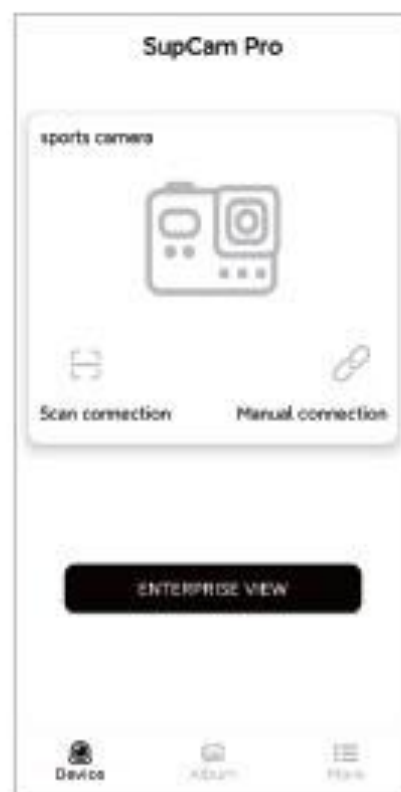 SupCam Pro
sports camera
Scan connection
Manual connection
ENTERPRISE VIEW
Device
Album
More